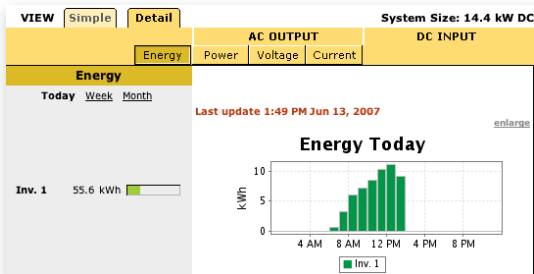 VIEW Simple Detail System Size: 14.4 kW DC
AC OUTPUT DC INPUT
Energy Power Voltage Current
Energy
Today Week Month
Last update 1:49 PM Jun 13, 2007
enlarge
Energy Today
kWh
10
5
0
4 AM 8 AM 12 PM 4 PM 8 PM
Inv. 1
Inv. 1 55.6 kWh